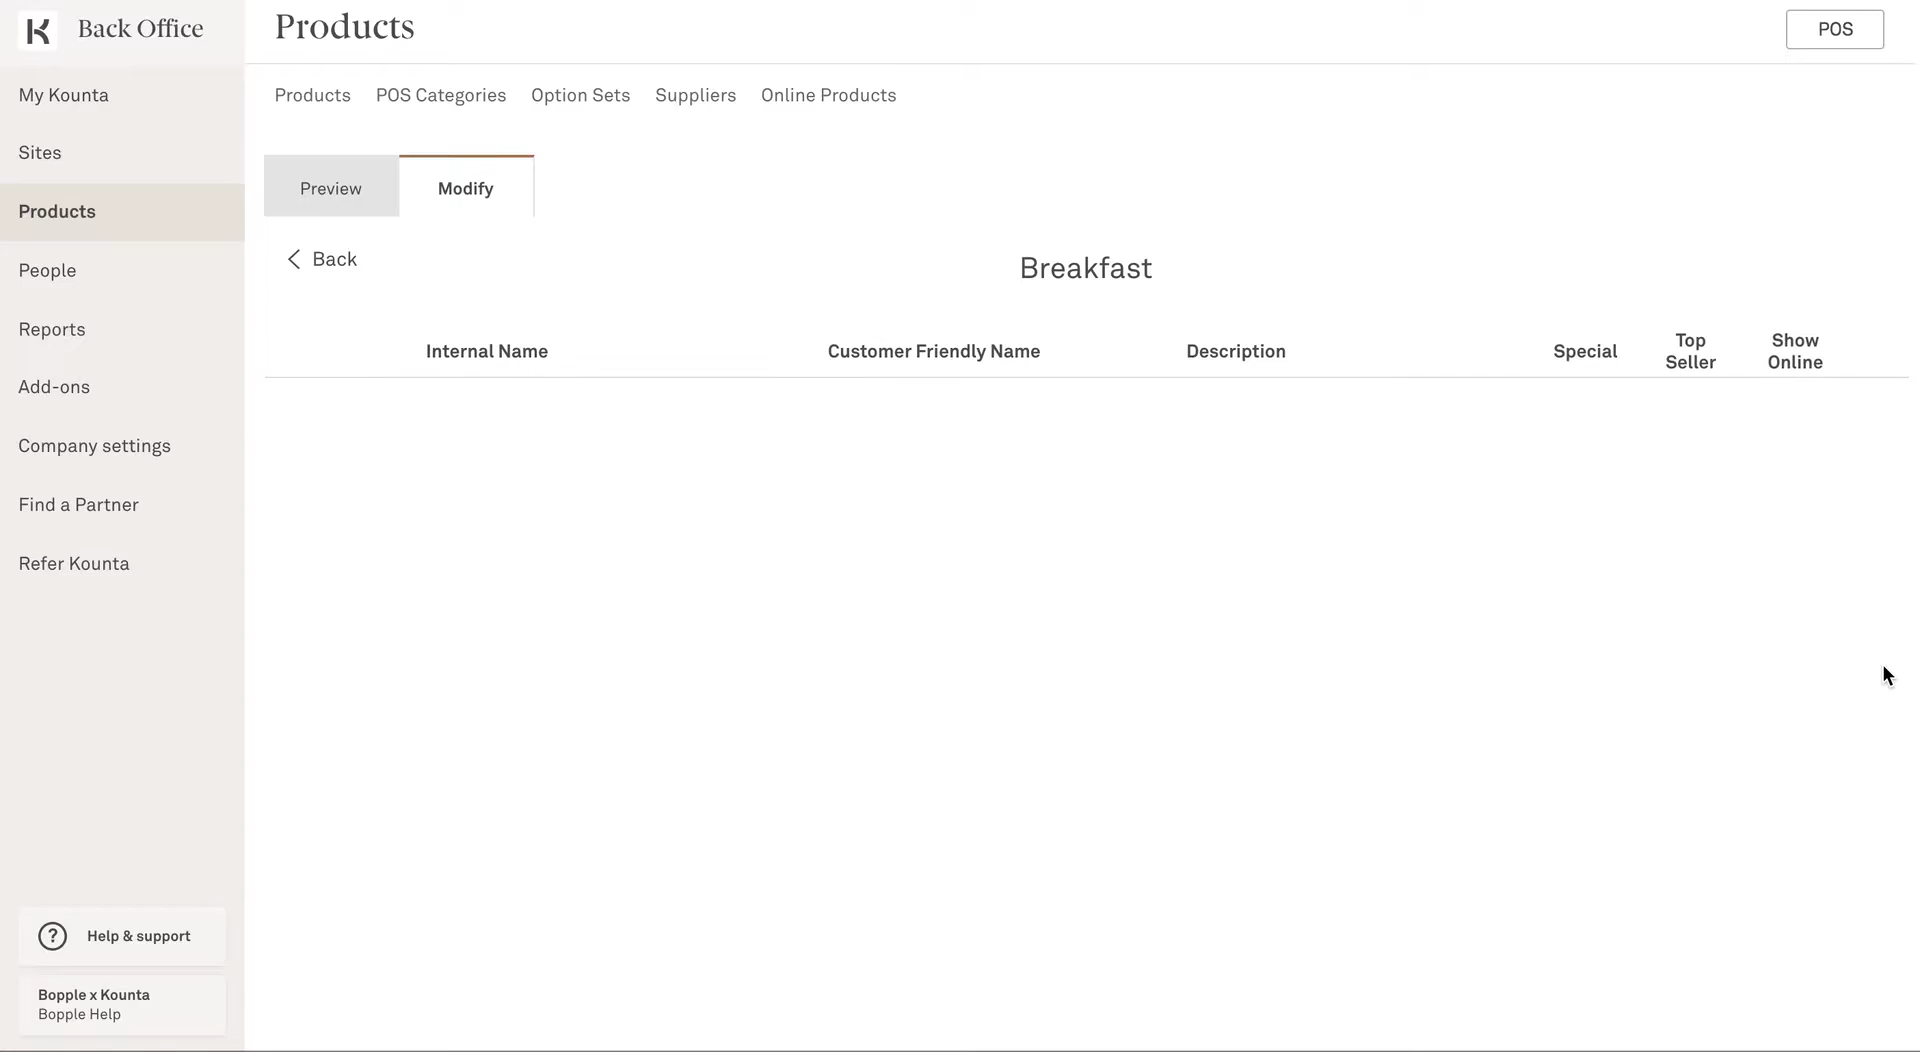 K Back Office
Products
POS
My Kounta
Sites
Products
People
Reports
Add-ons
Company settings
Find a Partner
Refer Kounta
Products POS Categories Option Sets Suppliers Online Products
Preview Modify
Back
Breakfast
Internal Name Customer Friendly Name Description Special Top Seller Show Online
? Help & support
Bopple x Kounta
Bopple Help